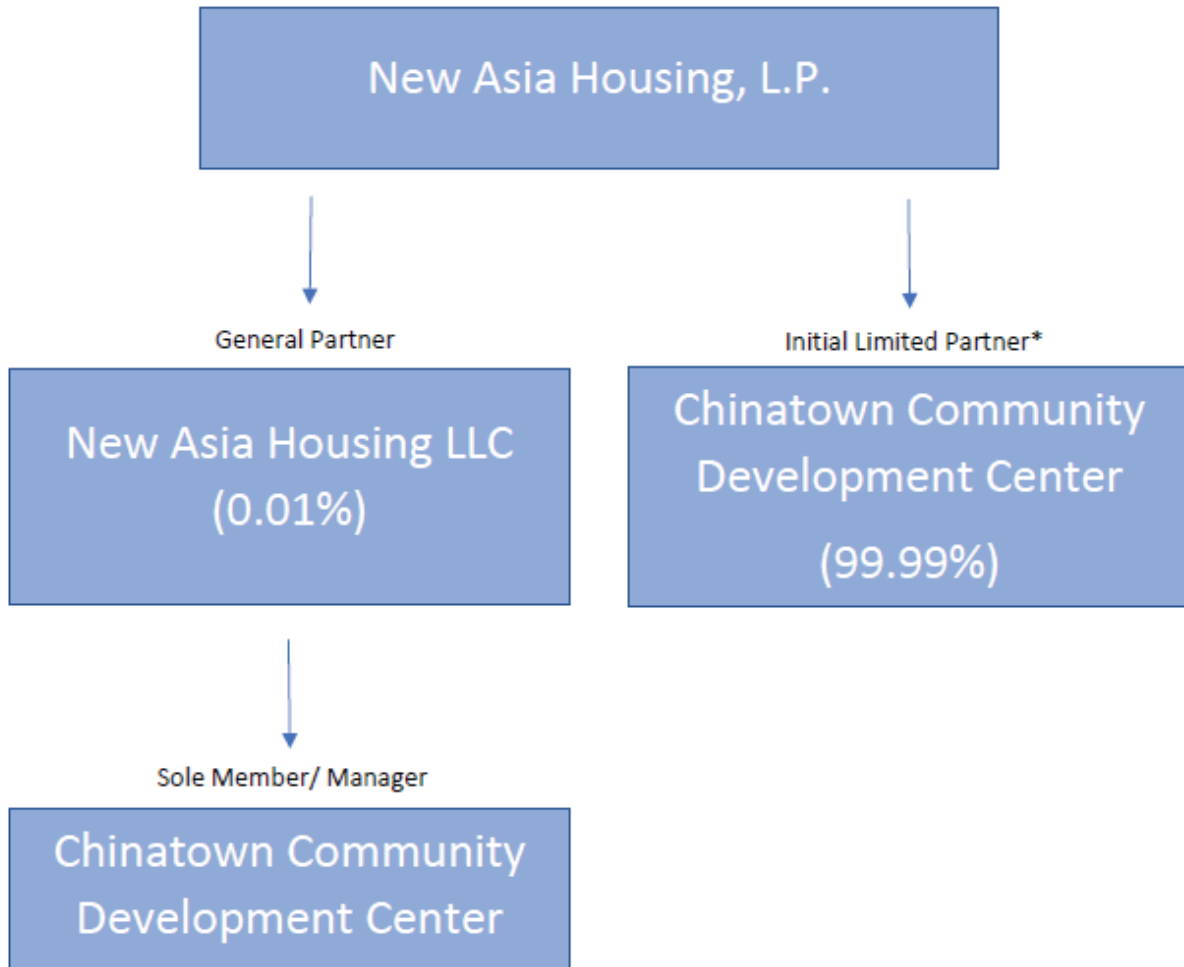 New Asia Housing, L.P.
General Partner
Initial Limited Partner*
New Asia Housing LLC
(0.01%)
Chinatown Community
Development Center
(99.99%)
Sole Member/ Manager
Chinatown Community
Development Center